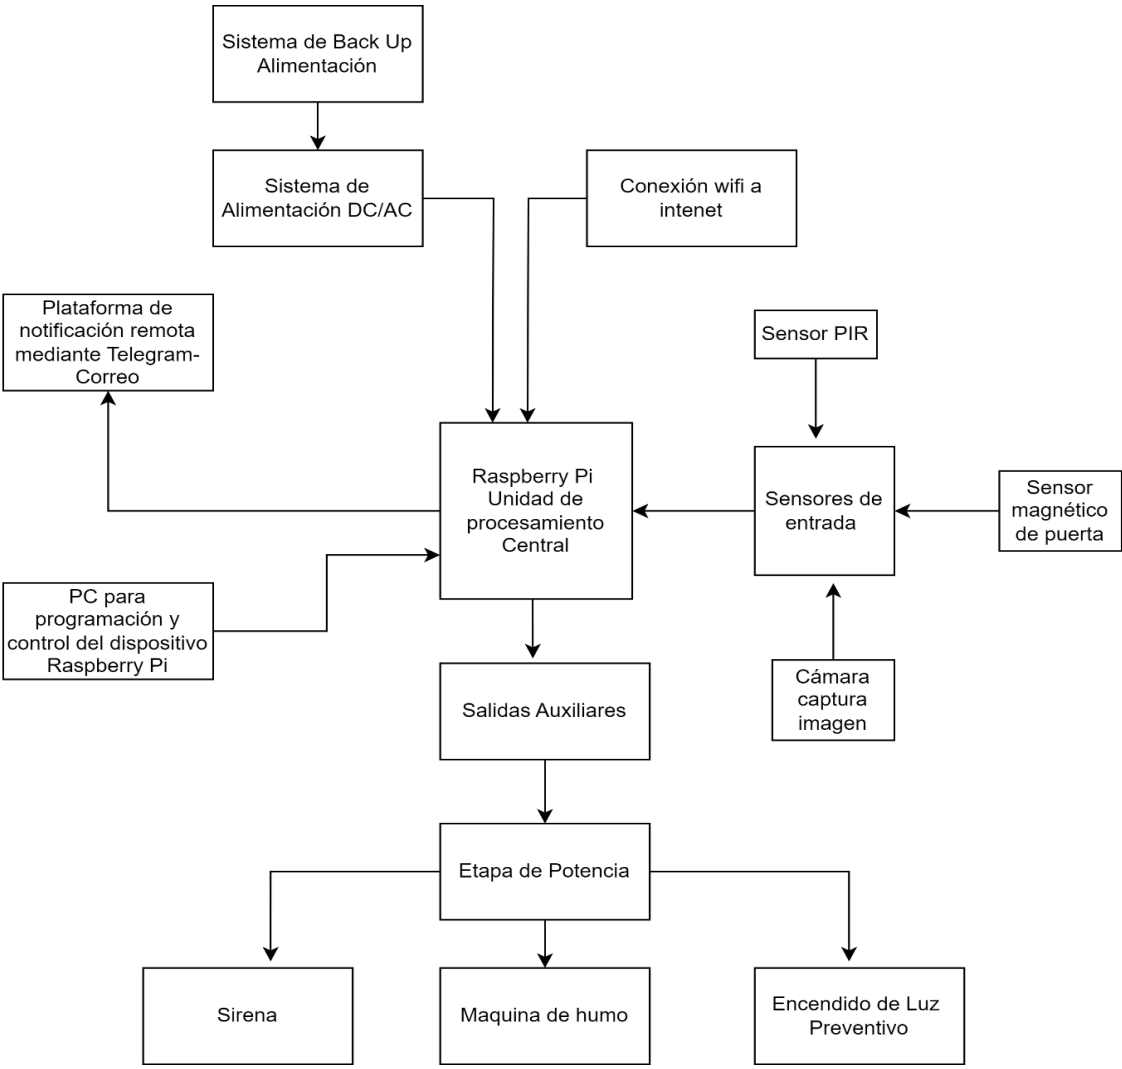 Sistema de Back Up
Alimentación
Sistema de
Alimentación DC/AC
Conexión wifi a
intenet
Plataforma de
notificación remota
mediante Telegram-
Correo
Sensor PIR
Raspberry Pi
Unidad de
procesamiento
Central
Sensores de
entrada
Sensor
magnético
de puerta
PC para
programación y
control del dispositivo
Raspberry Pi
Cámara
captura
imagen
Salidas Auxiliares
Etapa de Potencia
Sirena
Maquina de humo
Encendido de Luz
Preventivo